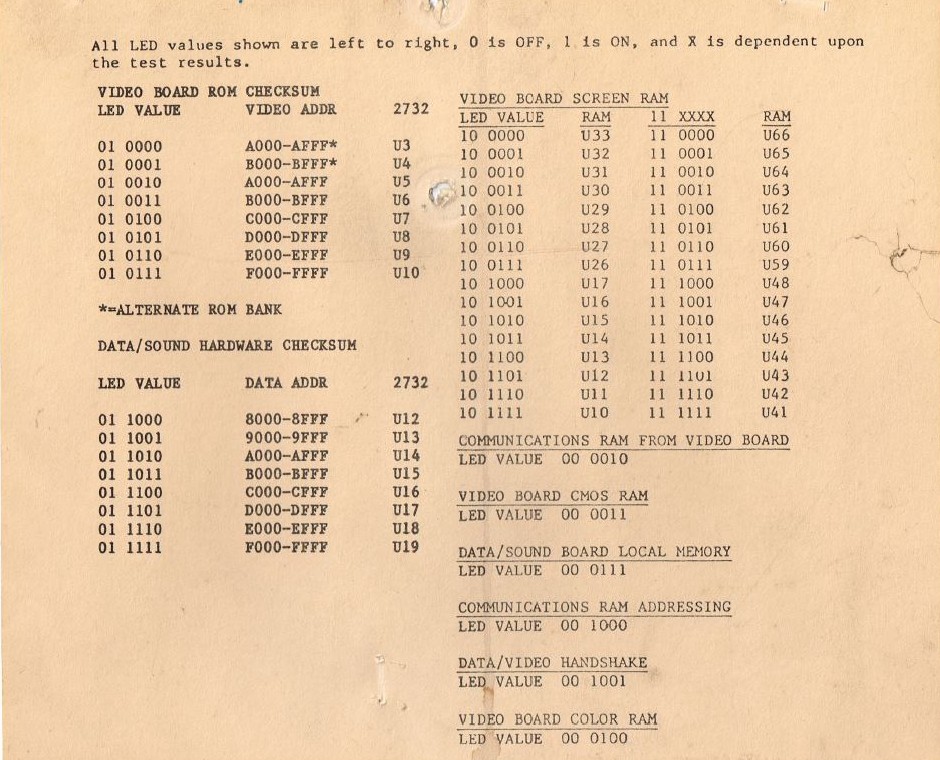 All LED values shown are left to right, 0 is OFF, 1 is ON, and X is dependent upon
the test results.
VIDEO BOARD ROM CHECKSUM
LED VALUE VIDEO ADDR 2732
01 0000 A000-AFFF* U3
01 0001 B000-BFFF* U4
01 0010 A000-AFFF U5
01 0011 B000-BFFF U6
01 0100 C000-CFFF U7
01 0101 D000-DFFF U8
01 0110 E000-EFFF U9
01 0111 F000-FFFF U10
*=ALTERNATE ROM BANK
DATA/SOUND HARDWARE CHECKSUM
LED VALUE DATA ADDR 2732
01 1000 8000-8FFF U12
01 1001 9000-9FFF U13
01 1010 A000-AFFF U14
01 1011 B000-BFFF U15
01 1100 C000-CFFF U16
01 1101 D000-DFFF U17
01 1110 E000-EFFF U18
01 1111 F000-FFFF U19
VIDEO BOARD SCREEN RAM
LED VALUE RAM 11 XXXX RAM
10 0000 U33 11 0000 U66
10 0001 U32 11 0001 U65
10 0010 U31 11 0010 U64
10 0011 U30 11 0011 U63
10 0100 U29 11 0100 U62
10 0101 U28 11 0101 U61
10 0110 U27 11 0110 U60
10 0111 U26 11 0111 U59
10 1000 U17 11 1000 U48
10 1001 U16 11 1001 U47
10 1010 U15 11 1010 U46
10 1011 U14 11 1011 U45
10 1100 U13 11 1100 U44
10 1101 U12 11 1101 U43
10 1110 U11 11 1110 U42
10 1111 U10 11 1111 U41
COMMUNICATIONS RAM FROM VIDEO BOARD
LED VALUE 00 0010
VIDEO BOARD CMOS RAM
LED VALUE 00 0011
DATA/SOUND BOARD LOCAL MEMORY
LED VALUE 00 0111
COMMUNICATIONS RAM ADDRESSING
LED VALUE 00 1000
DATA/VIDEO HANDSHAKE
LED VALUE 00 1001
VIDEO BOARD COLOR RAM
LED VALUE 00 0100